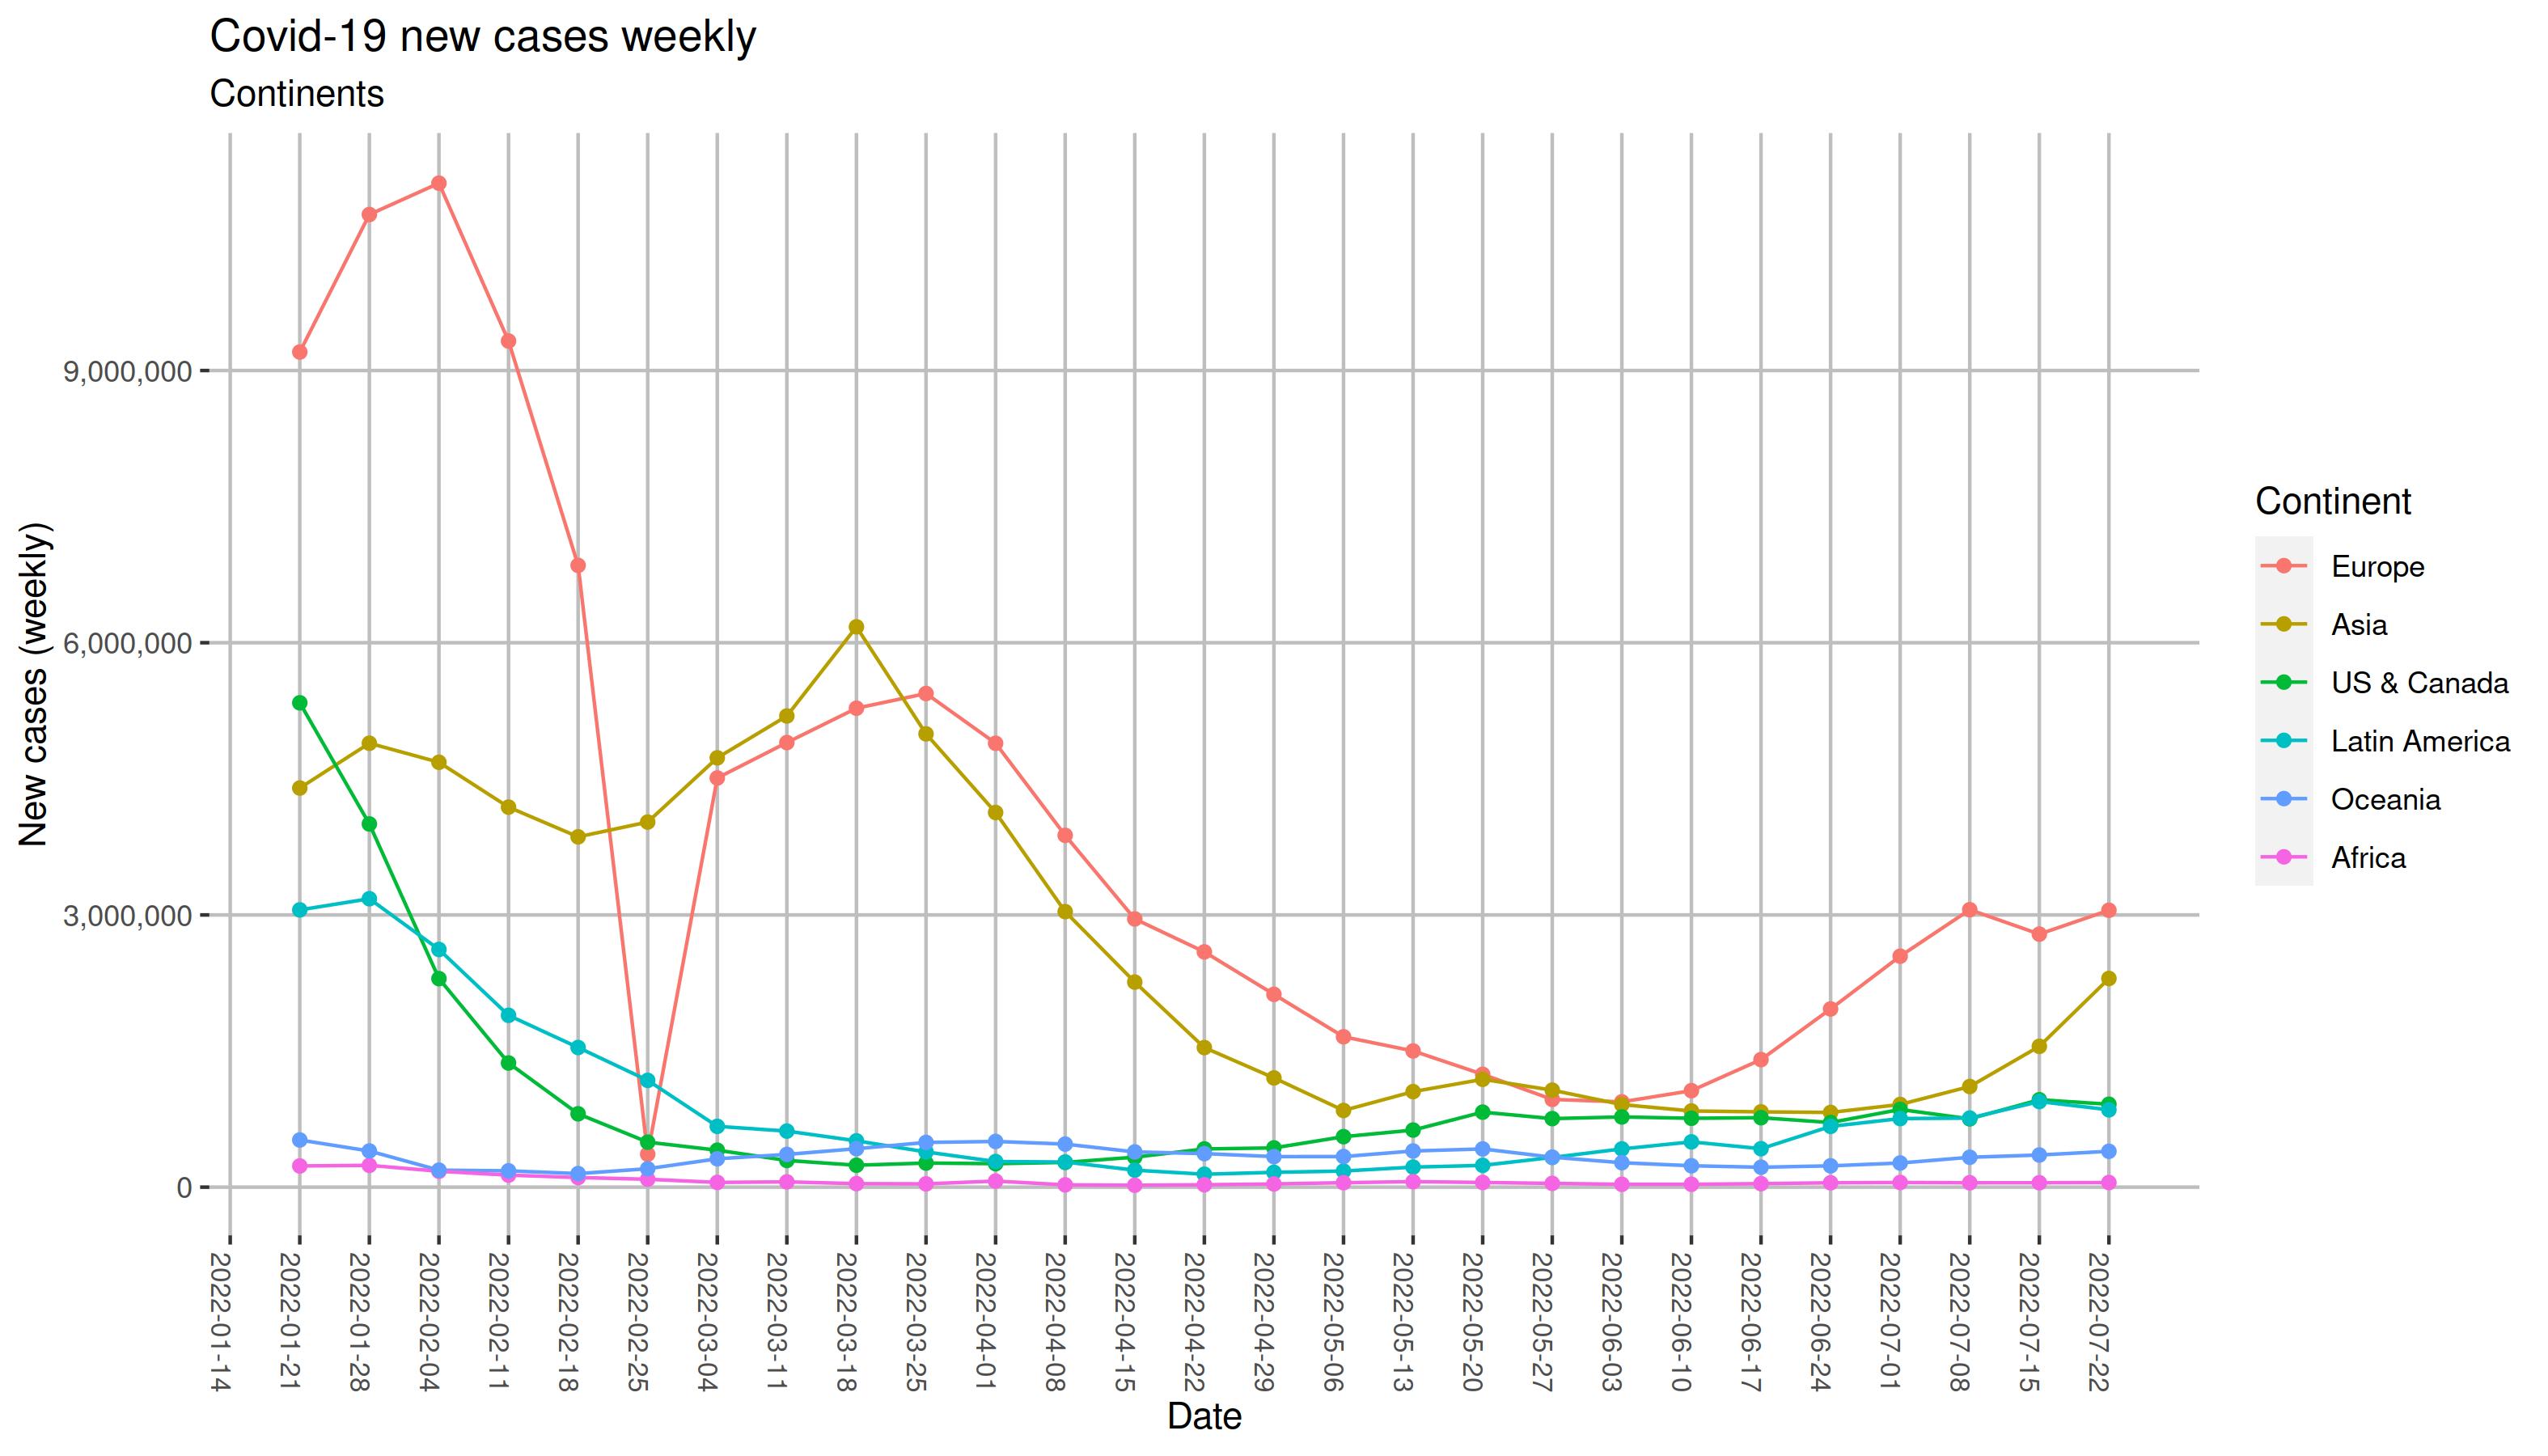 Covid-19 new cases weekly
Continents
New cases (weekly)
9,000,000
6,000,000
3,000,000
0
2022-01-14
2022-01-21
2022-01-28
2022-02-04
2022-02-11
2022-02-18
2022-02-25
2022-03-04
2022-03-11
2022-03-18
2022-03-25
2022-04-01
2022-04-08
2022-04-15
2022-04-22
2022-04-29
2022-05-06
2022-05-13
2022-05-20
2022-05-27
2022-06-03
2022-06-10
2022-06-17
2022-06-24
2022-07-01
2022-07-08
2022-07-15
2022-07-22
Date
Continent
Europe
Asia
US & Canada
Latin America
Oceania
Africa